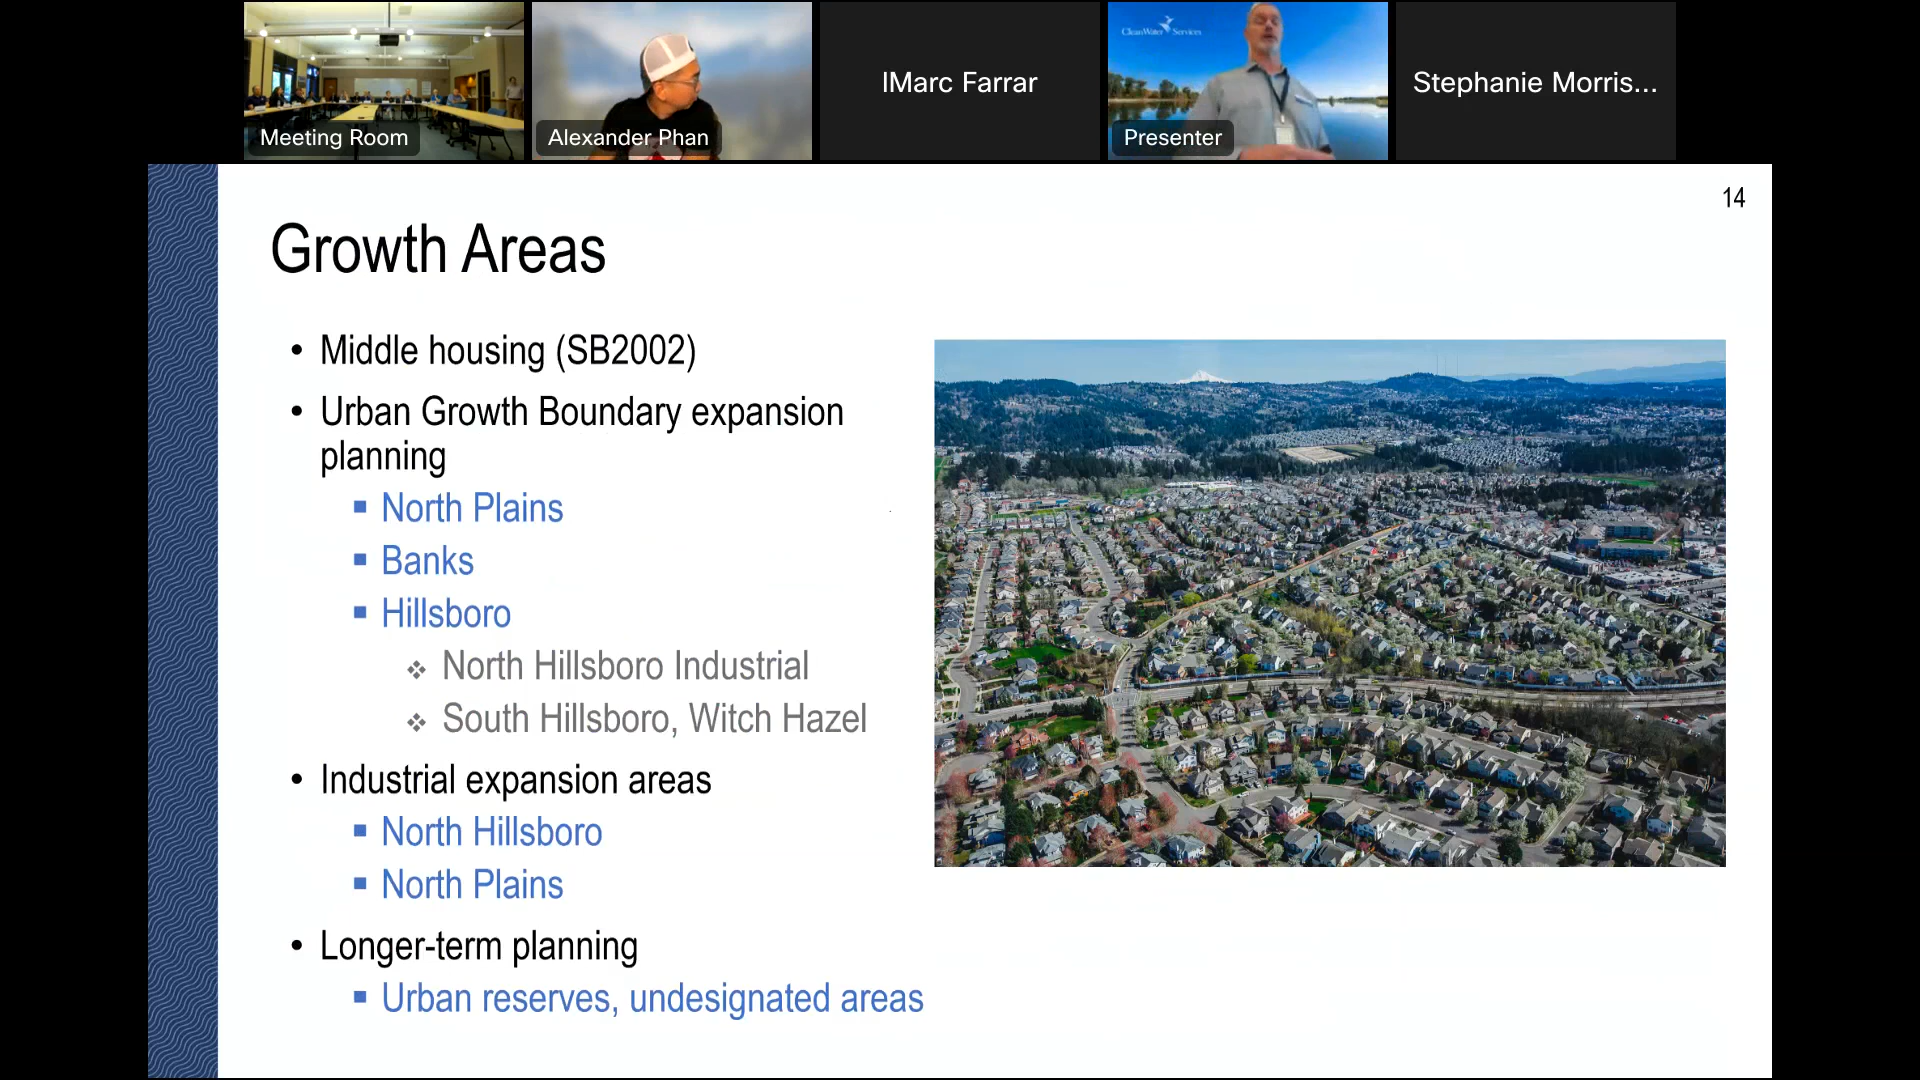 CleanWater Services
Meeting Room
Alexander Phan
IMarc Farrar
Presenter
Stephanie Morris...
14
Growth Areas
• Middle housing (SB2002)
• Urban Growth Boundary expansion
planning
▪ North Plains
▪ Banks
▪ Hillsboro
❖ North Hillsboro Industrial
❖ South Hillsboro, Witch Hazel
• Industrial expansion areas
▪ North Hillsboro
▪ North Plains
• Longer-term planning
▪ Urban reserves, undesignated areas